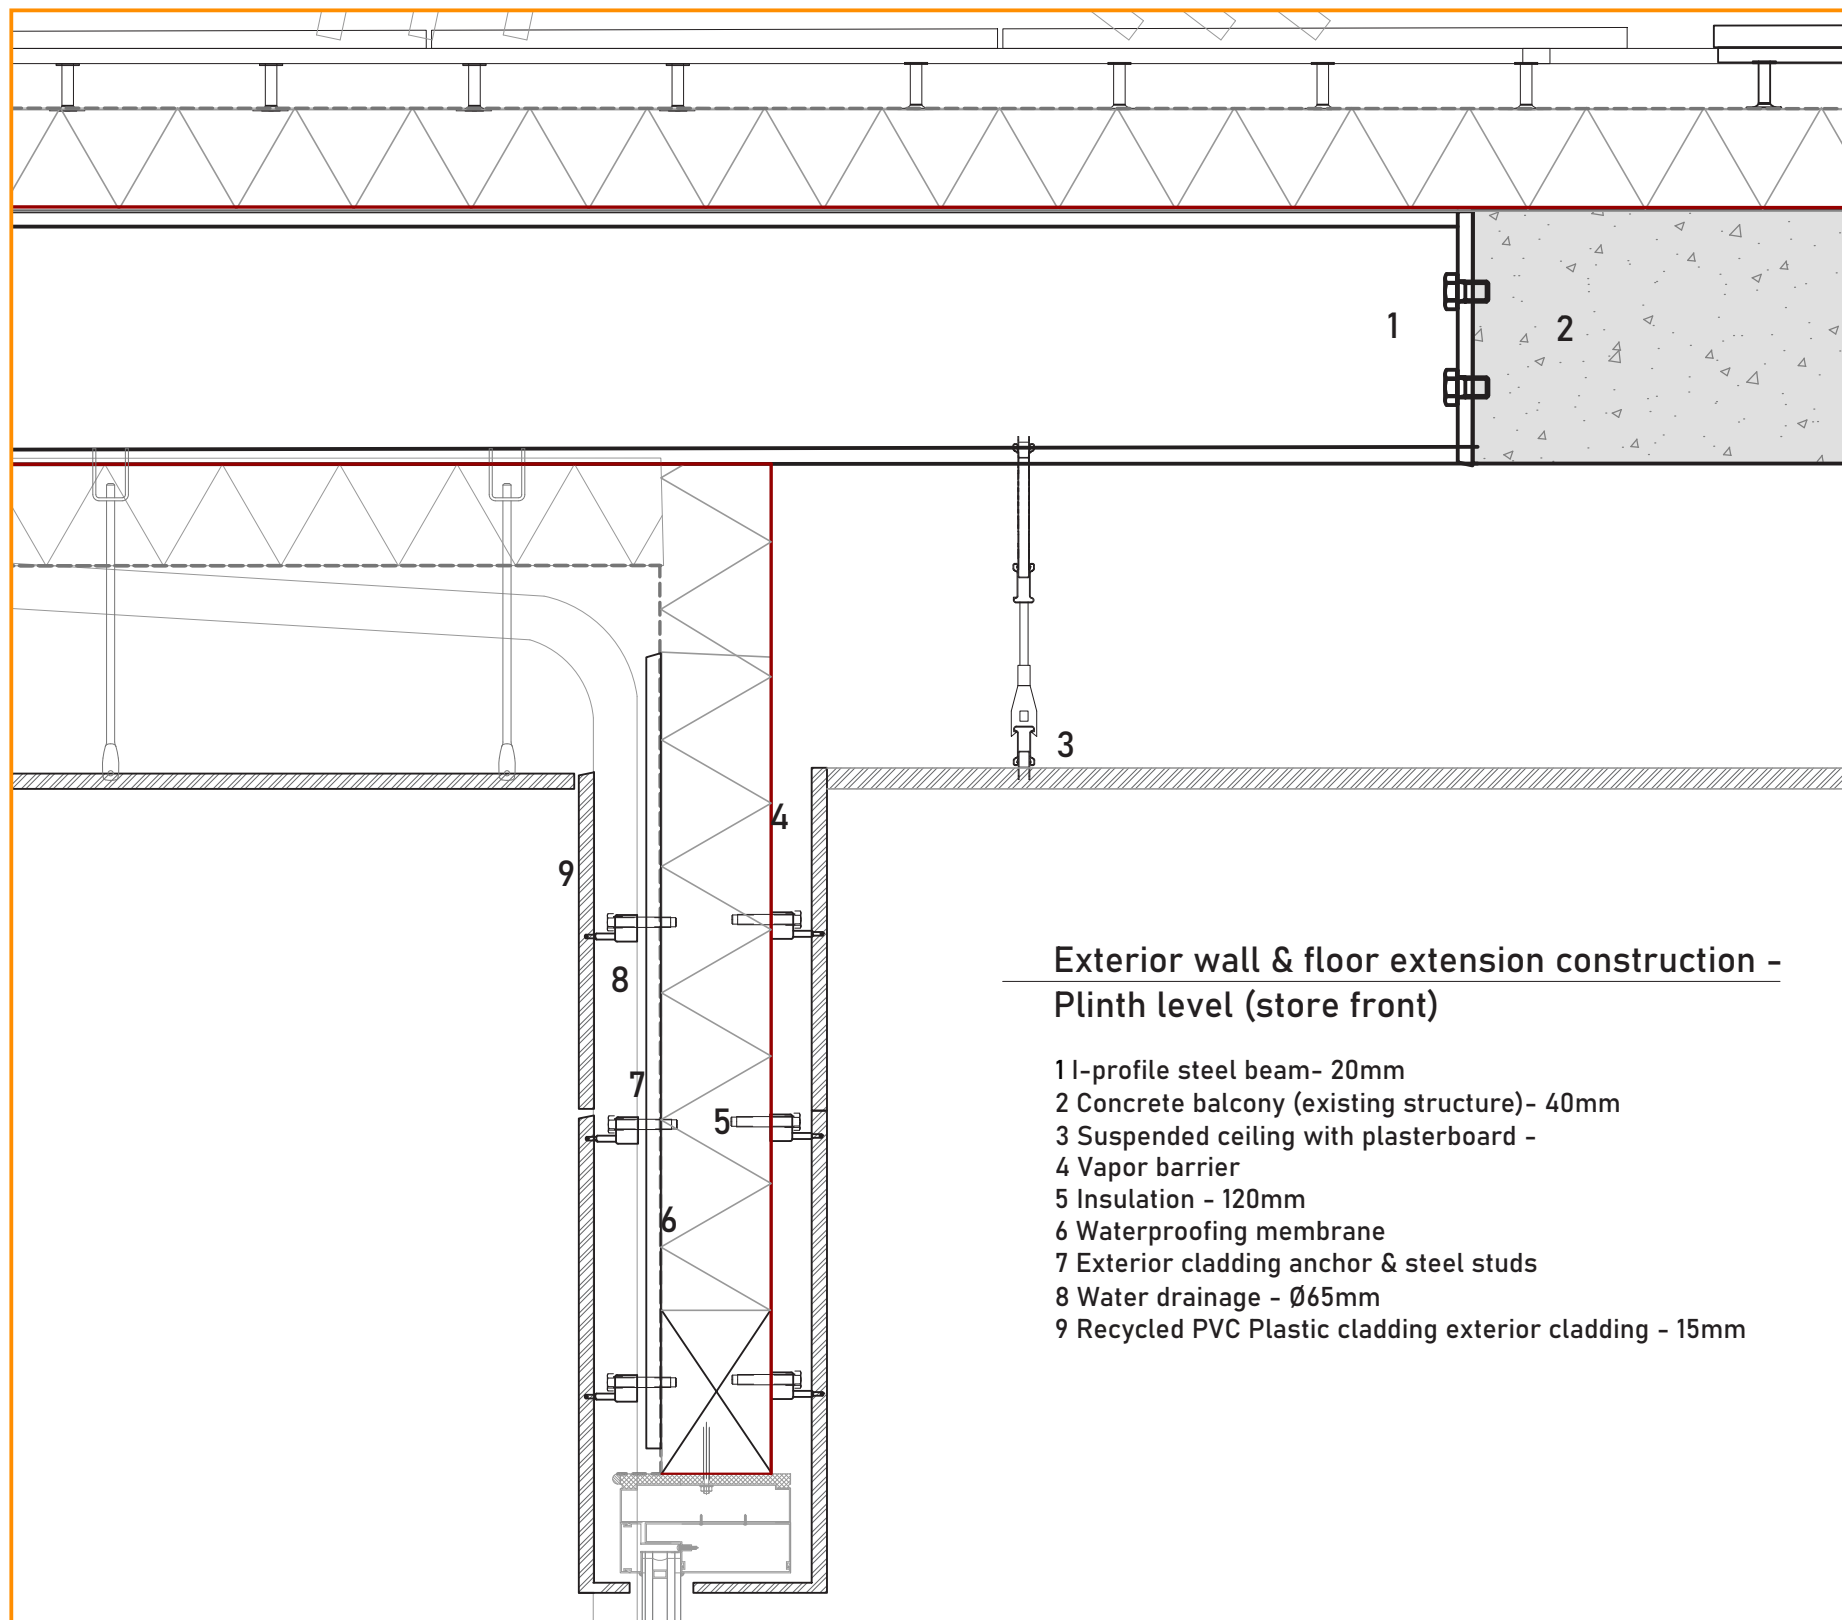 1
2
3
4
9
8
7
5
6
Exterior wall & floor extension construction -
Plinth level (store front)
1 I-profile steel beam- 20mm
2 Concrete balcony (existing structure)- 40mm
3 Suspended ceiling with plasterboard -
4 Vapor barrier
5 Insulation - 120mm
6 Waterproofing membrane
7 Exterior cladding anchor & steel studs
8 Water drainage - Ø65mm
9 Recycled PVC Plastic cladding exterior cladding - 15mm